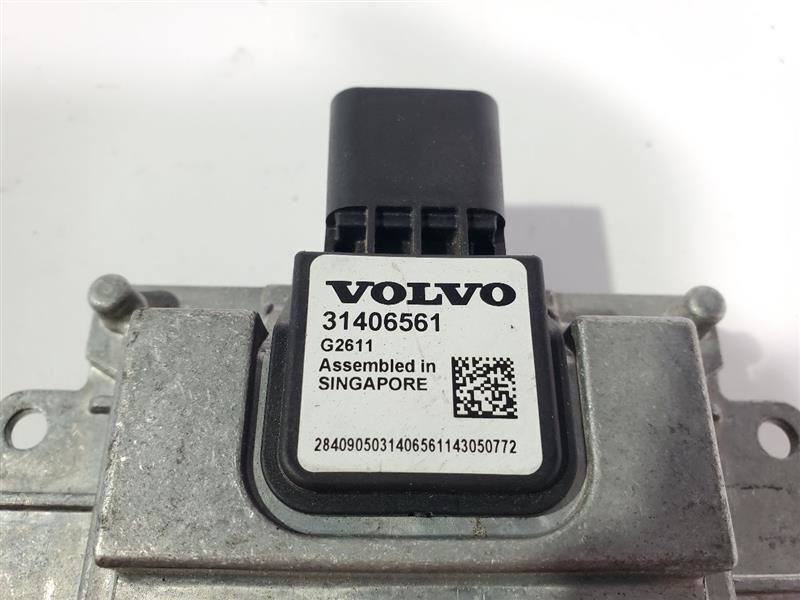 VOLVO
31406561
G2611
Assembled in
SINGAPORE
2840905031406561143050772